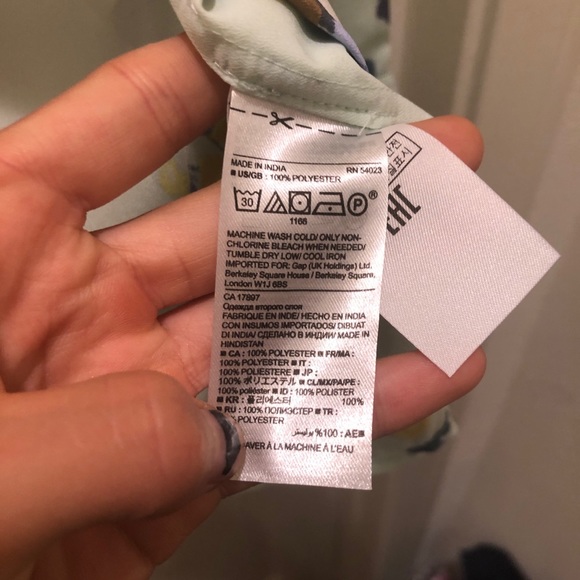 MADE IN INDIA RN 54023
■ US/GB : 100% POLYESTER
30 P ®
1168
MACHINE WASH COLD/ ONLY NON-
CHLORINE BLEACH WHEN NEEDED/
TUMBLE DRY LOW/ COOL IRON
IMPORTED FOR: Gap (UK Holdings) Ltd.
Berkeley Square House / Berkeley Square,
London W1J 6BS
CA 17897
Одежда второго слоя
FABRIQUE EN INDE/ HECHO EN INDIA
CON INSUMOS IMPORTADOS/ DIBUAT
DI INDIA/ СДЕЛАНО В ИНДИИ/ MADE IN
HINDISTAN
■ CA : 100% POLYESTER ■ FR/MA :
100% POLYESTER ■ IT :
100% POLIESTERE ■ JP :
100% ポリエステル ■ CL/MX/PA/PE :
100% poliéster ■ ID : 100% POLISTER
■ KR : 폴리에스터 100%
■ RU : 100% ПОЛИЭСТЕР ■ TR :
POLYESTER
■ AE: 100% بوليستر
AVER À LA MACHINE À L'EAU